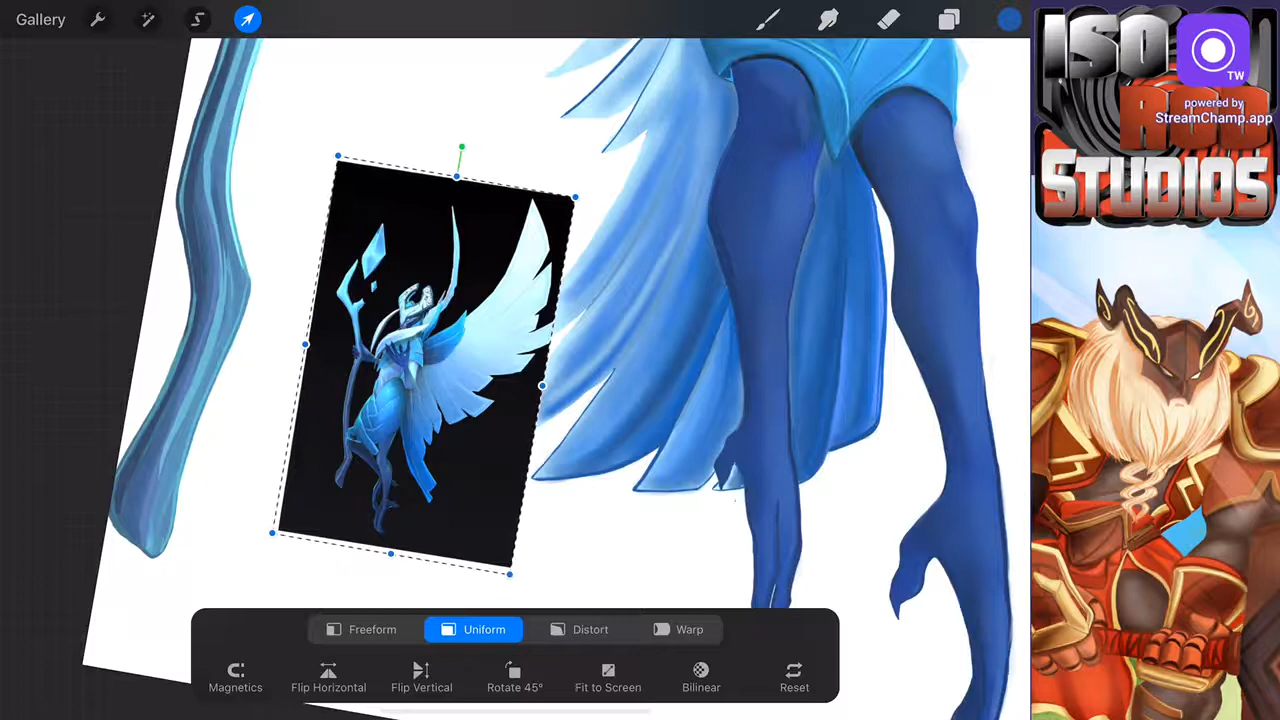 Gallery
ISO
TW
powered by
StreamChamp.app
RED
STUDIOS
Freeform
Uniform
Distort
Warp
Magnetics
Flip Horizontal
Flip Vertical
Rotate 45°
Fit to Screen
Bilinear
Reset